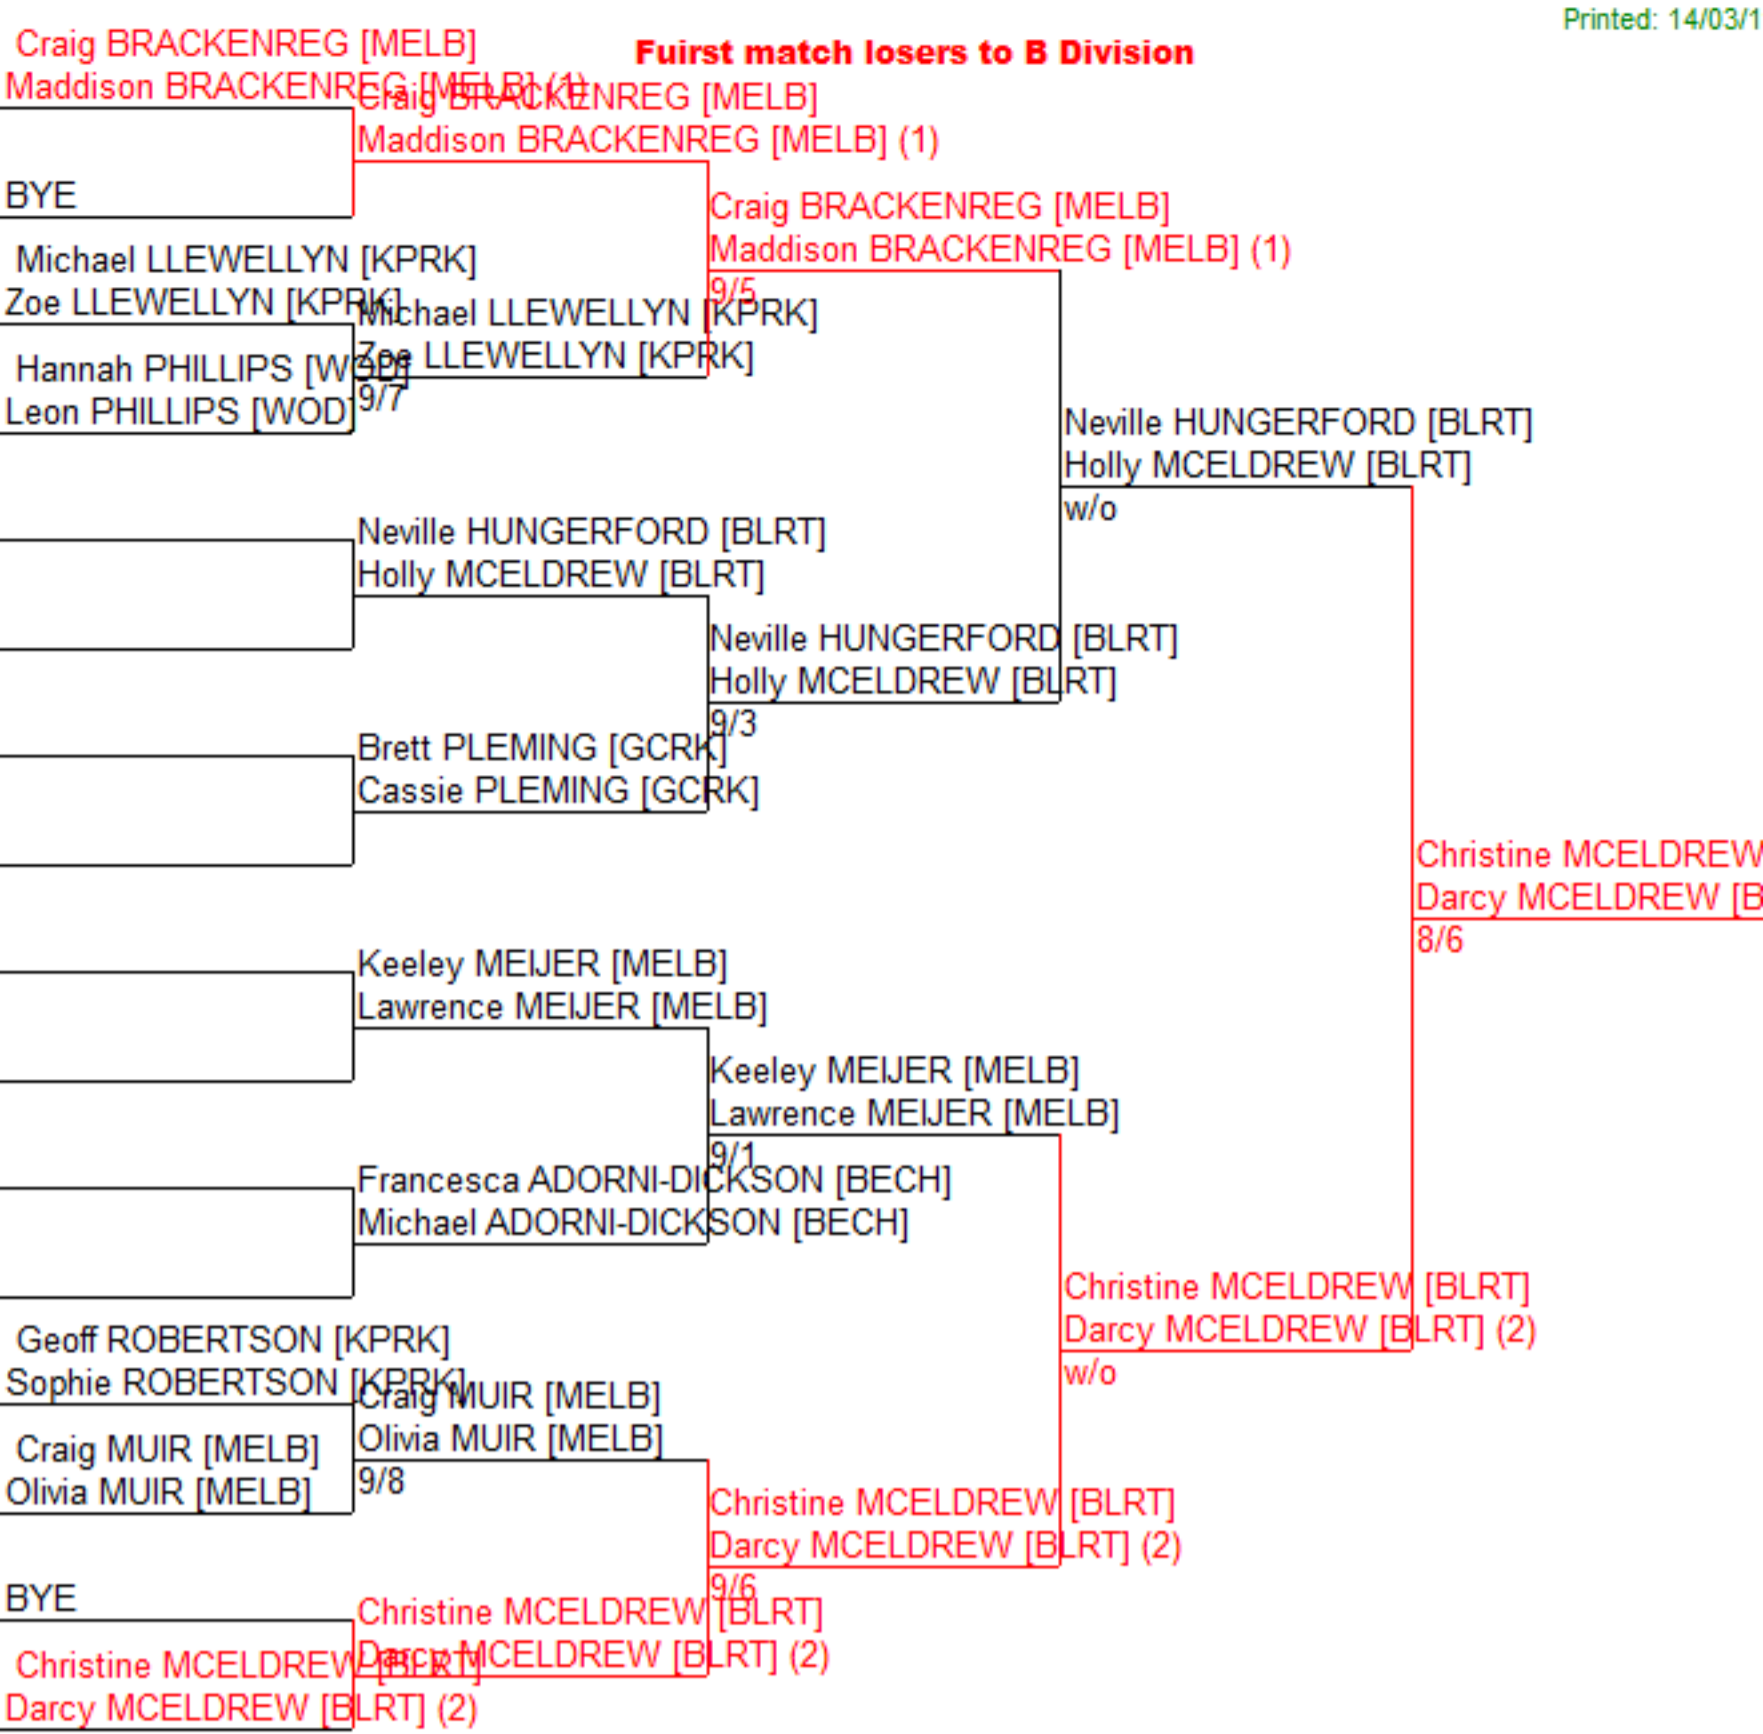 Printed: 14/03/1
Fuirst match losers to B Division
Craig BRACKENREG [MELB]
Maddison BRACKENREG [MELB] (1)
Craig BRACKENREG [MELB]
Maddison BRACKENREG [MELB] (1)
BYE
Craig BRACKENREG [MELB]
Maddison BRACKENREG [MELB] (1)
9/5
Michael LLEWELLYN [KPRK]
Zoe LLEWELLYN [KPRK]
Michael LLEWELLYN [KPRK]
Zoe LLEWELLYN [KPRK]
9/7
Hannah PHILLIPS [WOD]
Leon PHILLIPS [WOD]
Neville HUNGERFORD [BLRT]
Holly MCELDREW [BLRT]
w/o
Neville HUNGERFORD [BLRT]
Holly MCELDREW [BLRT]
Neville HUNGERFORD [BLRT]
Holly MCELDREW [BLRT]
9/3
Brett PLEMING [GCRK]
Cassie PLEMING [GCRK]
Christine MCELDREW
Darcy MCELDREW [B
8/6
Keeley MEIJER [MELB]
Lawrence MEIJER [MELB]
Keeley MEIJER [MELB]
Lawrence MEIJER [MELB]
9/1
Francesca ADORNI-DICKSON [BECH]
Michael ADORNI-DICKSON [BECH]
Christine MCELDREW [BLRT]
Darcy MCELDREW [BLRT] (2)
w/o
Geoff ROBERTSON [KPRK]
Sophie ROBERTSON [KPRK]
Craig MUIR [MELB]
Olivia MUIR [MELB]
9/8
Craig MUIR [MELB]
Olivia MUIR [MELB]
Christine MCELDREW [BLRT]
Darcy MCELDREW [BLRT] (2)
9/6
BYE
Christine MCELDREW [BLRT]
Darcy MCELDREW [BLRT] (2)
Christine MCELDREW [BLRT]
Darcy MCELDREW [BLRT] (2)